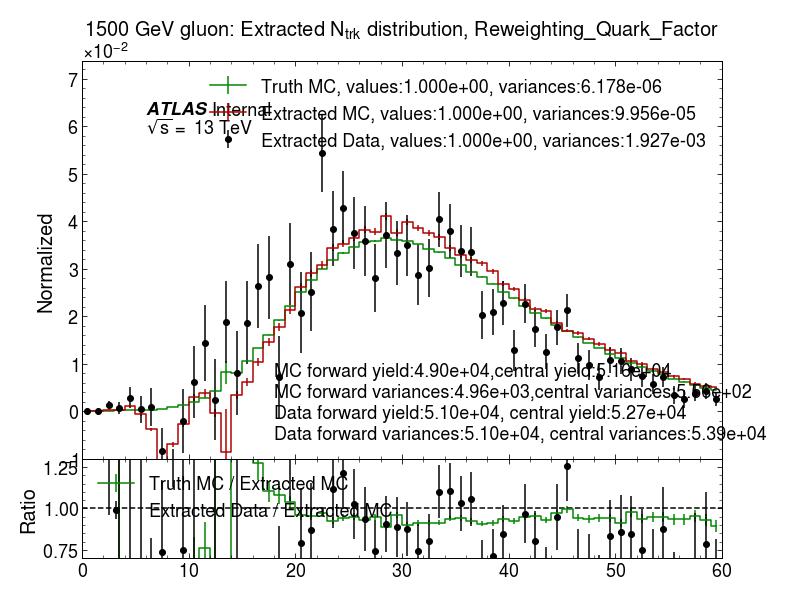 1500 GeV gluon: Extracted Ntrk distribution, Reweighting_Quark_Factor
×10−2
Truth MC, values:1.000e+00, variances:6.178e-06
ATLAS Internal
Extracted MC, values:1.000e+00, variances:9.956e-05
√s = 13 TeV
Extracted Data, values:1.000e+00, variances:1.927e-03
Normalized
7
6
5
4
3
2
1
0
MC forward yield:4.90e+04,central yield:
MC forward variances:4.96e+03,central
Data forward yield:5.10e+04, central yield:5.27e+04
Data forward variances:5.10e+04, central variances:5.39e+04
Ratio
1.25
1.00
0.75
Truth MC / Extracted MC
Extracted Data / Extracted MC
0 10 20 30 40 50 60